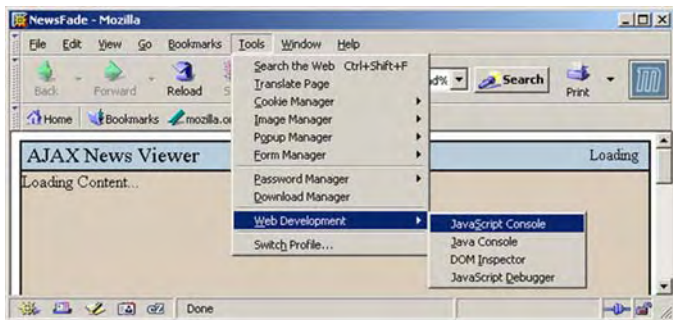 NewsFade - Mozilla
File Edit View Go Bookmarks Tools Window Help
Search the Web Ctrl+Shift+F
Translate Page
Cookie Manager
Image Manager
Popup Manager
Form Manager
Password Manager
Download Manager
Web Development
Switch Profile...
JavaScript Console
Java Console
DOM Inspector
JavaScript Debugger
Back Forward Reload Search Print
Home Bookmarks
AJAX News Viewer Loading
Loading Content...
Done